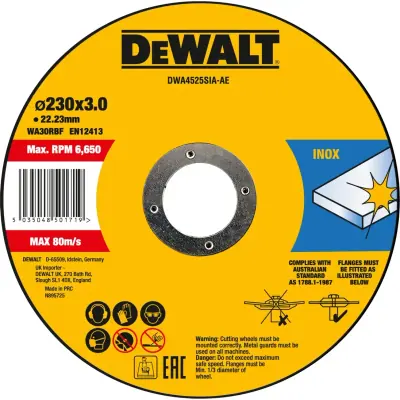 DEWALT
DWA4525SIA-AE
ø230x3.0
• 22.23mm
WA30RBF EN12413
Max. RPM 6,650
INOX
5 035048 501719 >
MAX 80m/s
DEWALT D-65509, Idstein, Germany
UK Importer -
DEWALT UK, 270 Bath Rd,
Slough SL1 4DX, England
Made in PRC
N895725
COMPLIES WITH
AUSTRALIAN
STANDARD
AS 1788.1-1987
FLANGES MUST
BE FITTED AS
ILLUSTRATED
BELOW
EAC
Warning: Cutting wheels must be
mounted correctly. Metal guards must be
used on all machines.
Danger: Do not exceed maximum
safe speed. Flanges must be
Min. 1/3 diameter of
wheel.